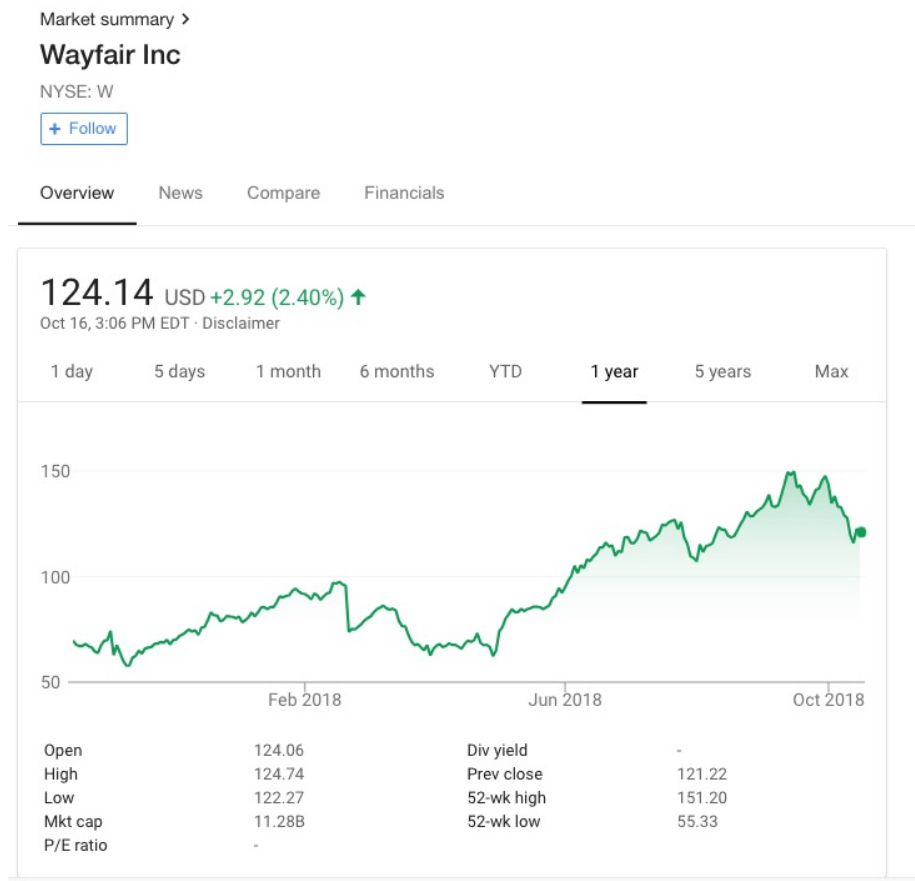 Market summary >
Wayfair Inc
NYSE: W
+ Follow
Overview News Compare Financials
124.14 USD +2.92 (2.40%) ↑
Oct 16, 3:06 PM EDT · Disclaimer
1 day 5 days 1 month 6 months YTD 1 year 5 years Max
150
100
50
Feb 2018 Jun 2018 Oct 2018
Open 124.06 Div yield -
High 124.74 Prev close 121.22
Low 122.27 52-wk high 151.20
Mkt cap 11.28B 52-wk low 55.33
P/E ratio -